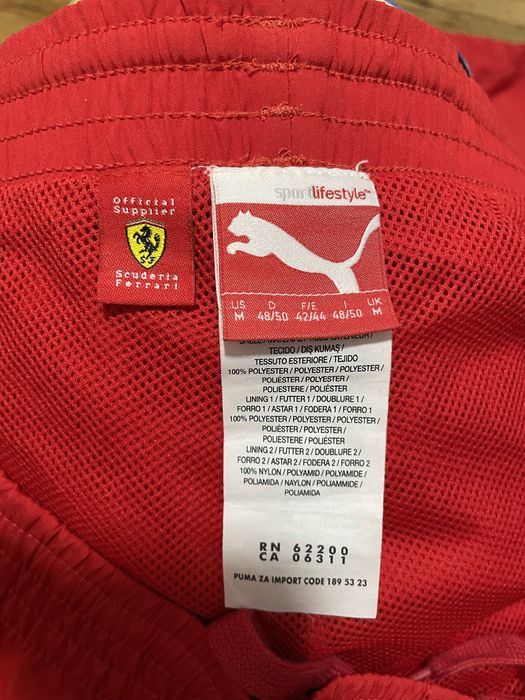 Official
Supplier
S F
Scuderia
Ferrari
sportlifestyle™
US D F/E I UK
M 48/50 42/44 48/50 M
TECIDO / DIŞ KUMAŞ /
TESSUTO ESTERIORE / TEJIDO
100% POLYESTER / POLYESTER /
POLIÉSTER / POLYESTER /
POLIESTERE / POLIÉSTER
LINING 1 / FUTTER 1 / DOUBLURE 1 /
FORRO 1 / ASTAR 1 / FODERA 1 / FORRO 1
100% POLYESTER / POLYESTER / POLYESTER /
POLIÉSTER / POLYESTER /
POLIESTERE / POLIÉSTER
LINING 2 / FUTTER 2 / DOUBLURE 2 /
FORRO 2 / ASTAR 2 / FODERA 2 / FORRO 2
100% NYLON / POLYAMID / POLYAMIDE /
POLIAMIDA / NAYLON / POLIAMMIDE /
POLIAMIDA
RN 62200
CA 06311
PUMA ZA IMPORT CODE 189 53 23